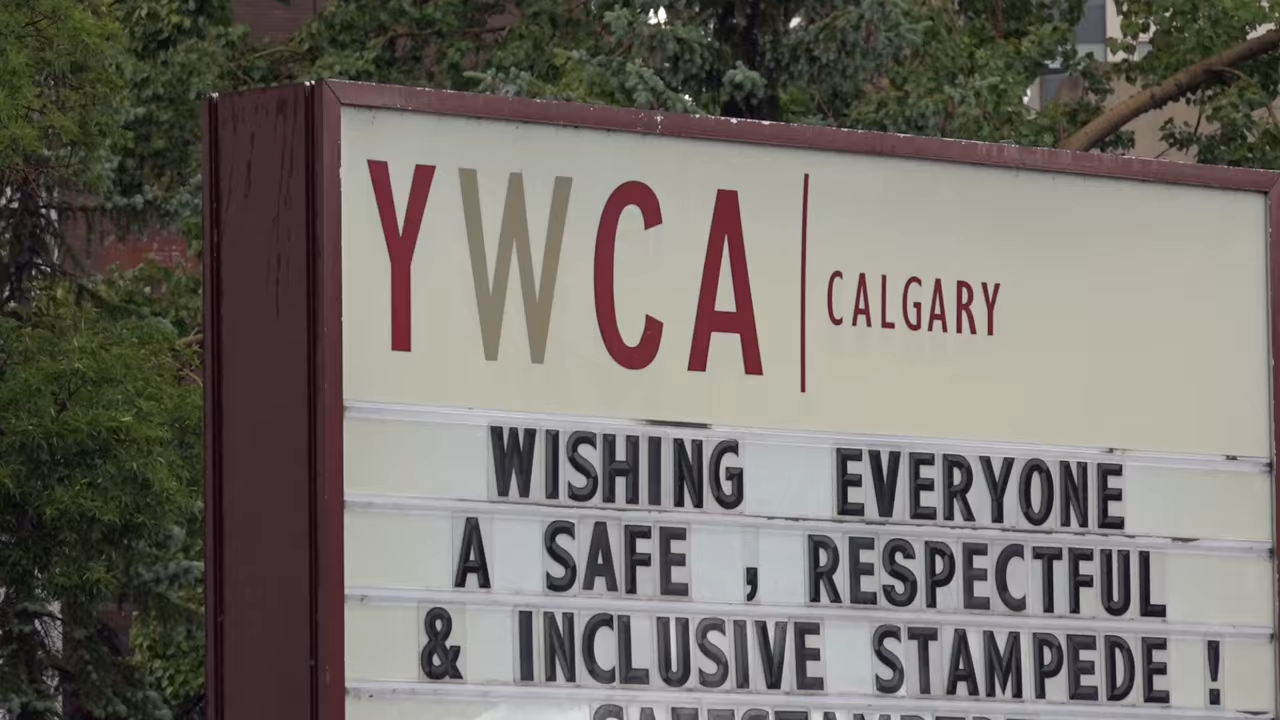 YWCA | CALGARY
WISHING EVERYONE
A SAFE , RESPECTFUL
& INCLUSIVE STAMPEDE !